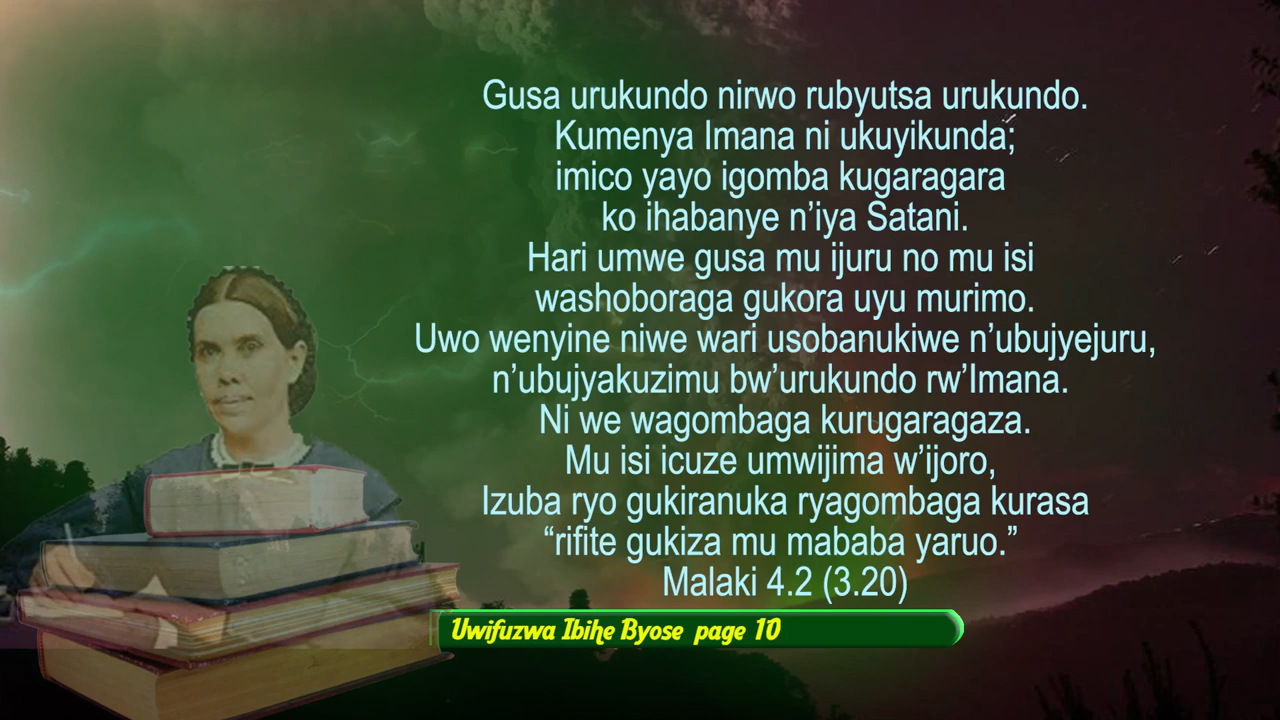 Gusa urukundo nirwo rubyutsa urukundo.
Kumenya Imana ni ukuyikunda;
imico yayo igomba kugaragara
ko ihabanye n’iya Satani.
Hari umwe gusa mu ijuru no mu isi
washoboraga gukora uyu murimo.
Uwo wenyine niwe wari usobanukiwe n’ubujyejuru,
n’ubujyakuzimu bw’urukundo rw’Imana.
Ni we wagombaga kurugaragaza.
Mu isi icuze umwijima w’ijoro,
Izuba ryo gukiranuka ryagombaga kurasa
“rifite gukiza mu mababa yaruo.”
Malaki 4.2 (3.20)
Uwifuzwa Ibihe Byose page 10